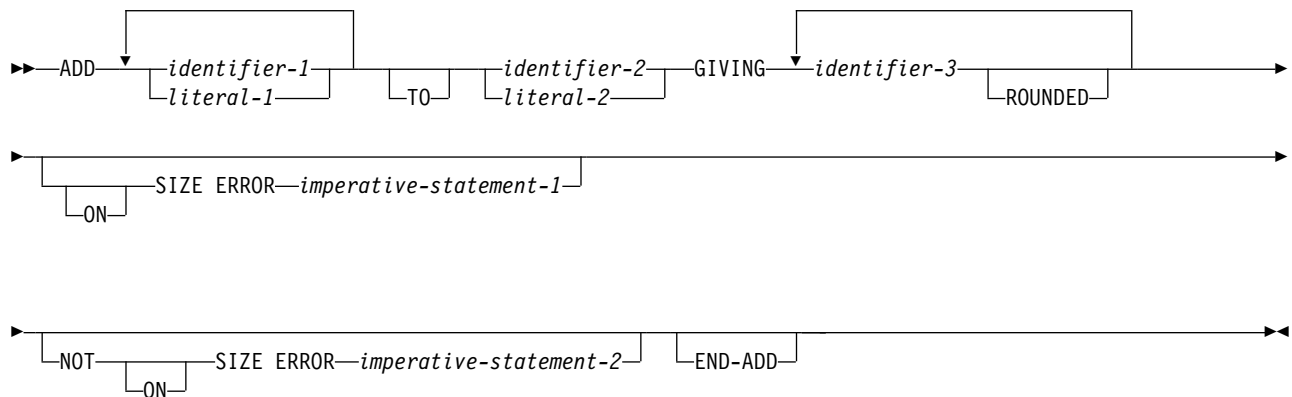 ADD identifier-1 TO identifier-2 GIVING identifier-3
literal-1 literal-2 ROUNDED
SIZE ERROR imperative-statement-1
ON
NOT SIZE ERROR imperative-statement-2 END-ADD
ON